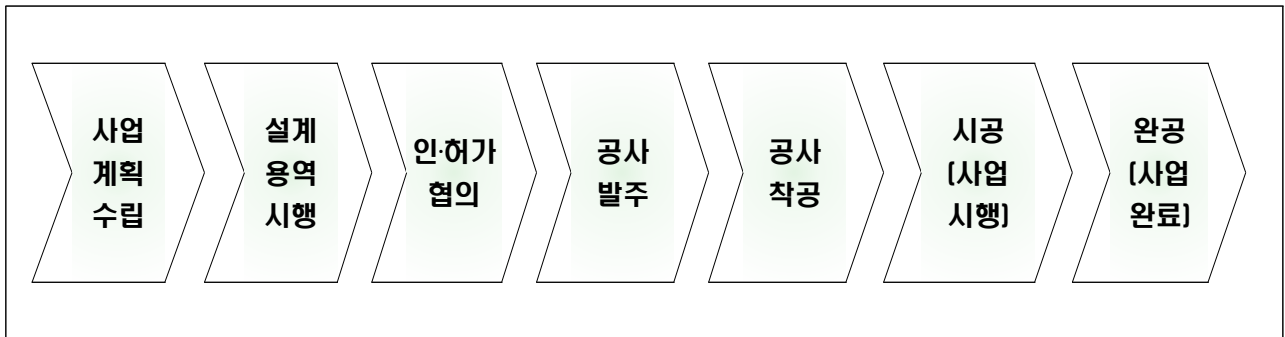 사업
계획
수립
설계
용역
시행
인·허가
협의
공사
발주
공사
착공
시공
(사업
시행)
완공
(사업
완료)